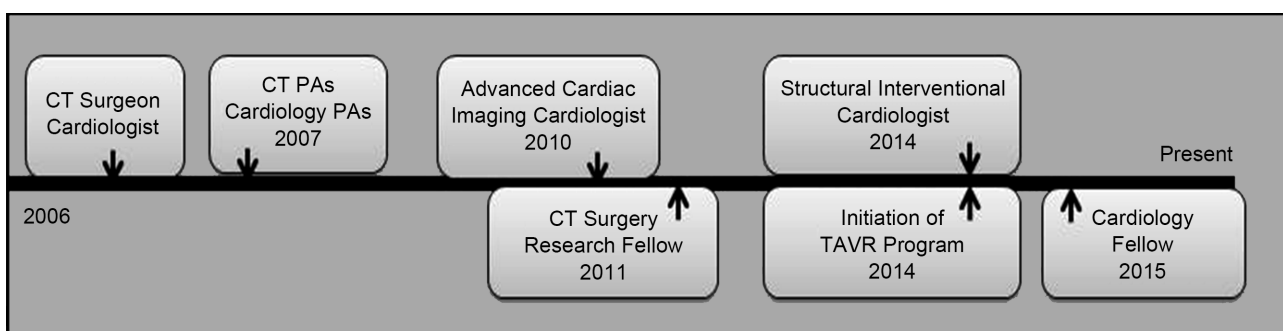 CT Surgeon
Cardiologist
CT PAs
Cardiology PAs
2007
Advanced Cardiac
Imaging Cardiologist
2010
Structural Interventional
Cardiologist
2014
Present
2006
CT Surgery
Research Fellow
2011
Initiation of
TAVR Program
2014
Cardiology
Fellow
2015